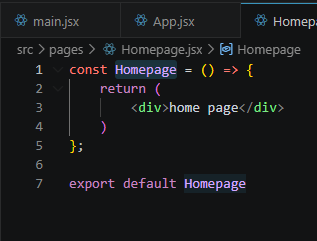 main.jsx App.jsx Homep
src > pages > Homepage.jsx > Homepage
1 const Homepage = () => {
2     return (
3         <div>home page</div>
4     )
5 };
6
7 export default Homepage